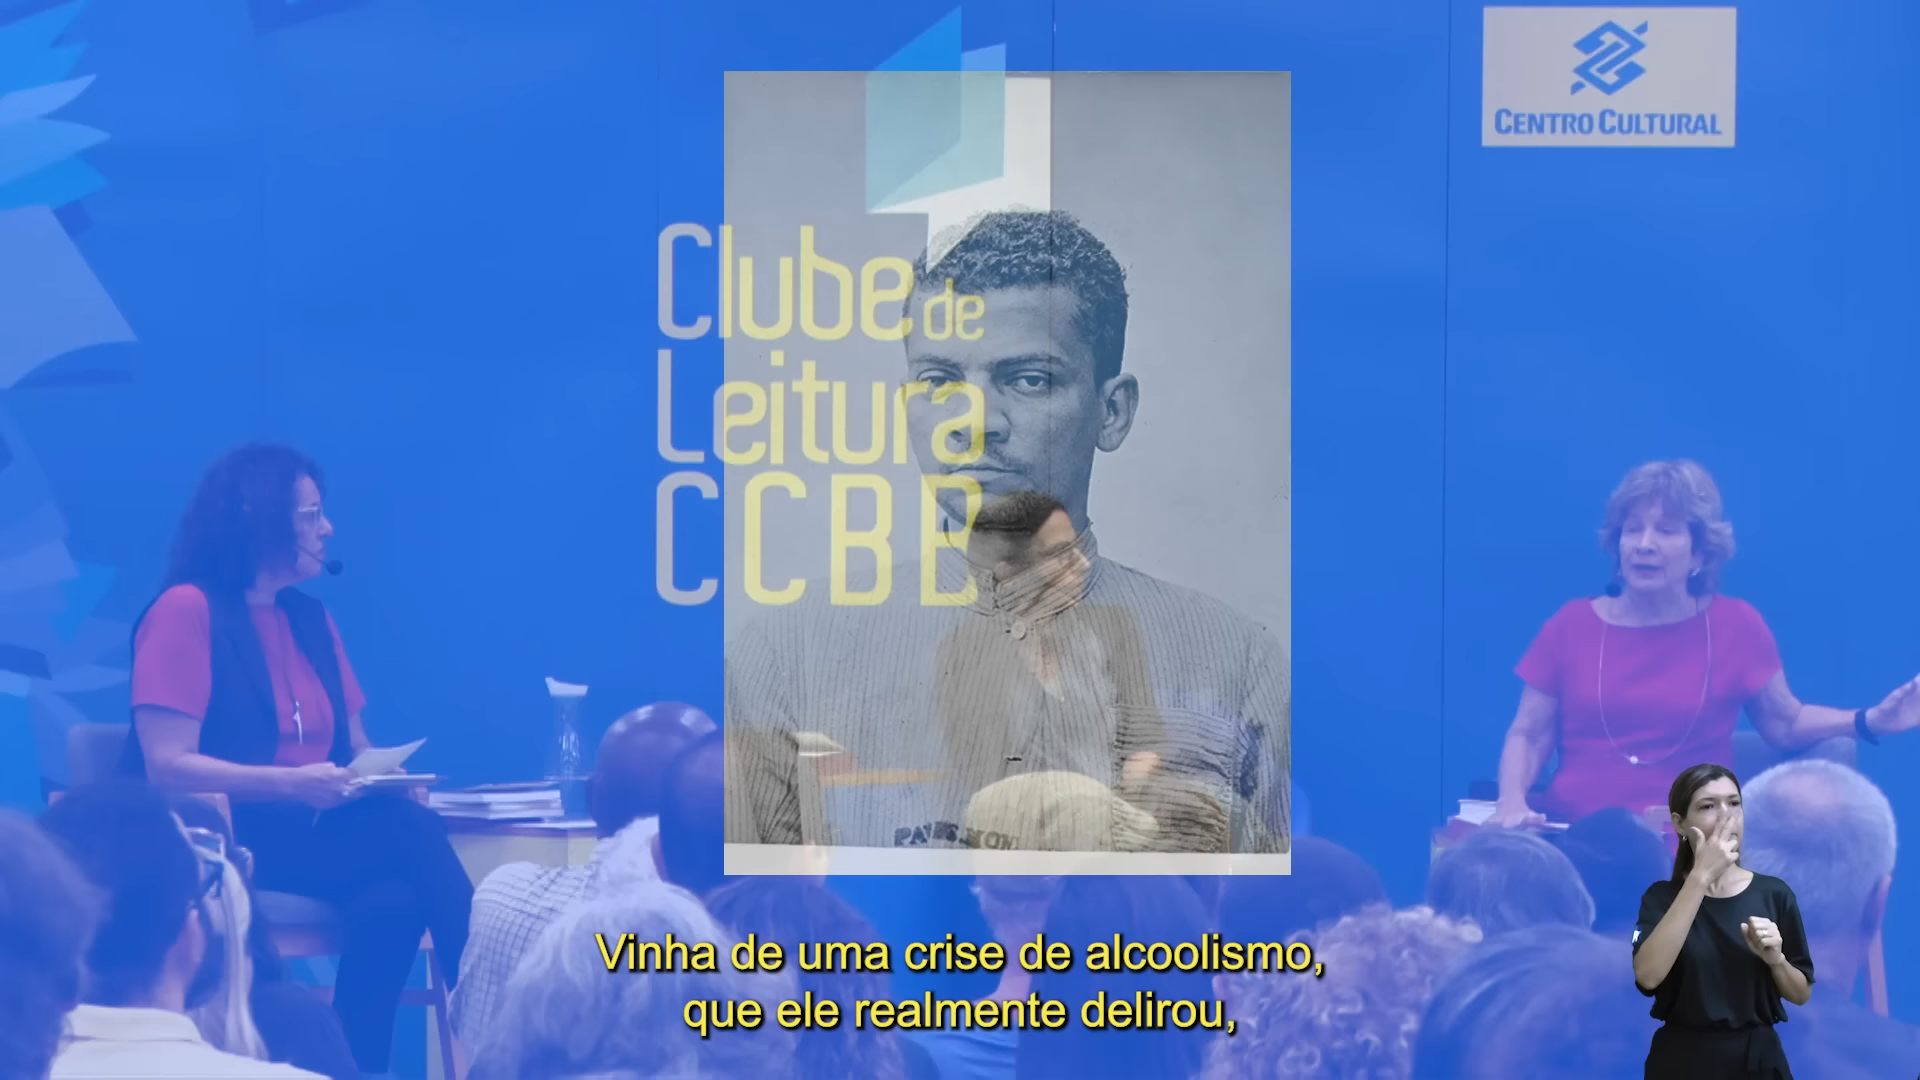 CENTRO CULTURAL
Clube de
Leitura
CCBB
Vinha de uma crise de alcoolismo,
que ele realmente delirou,